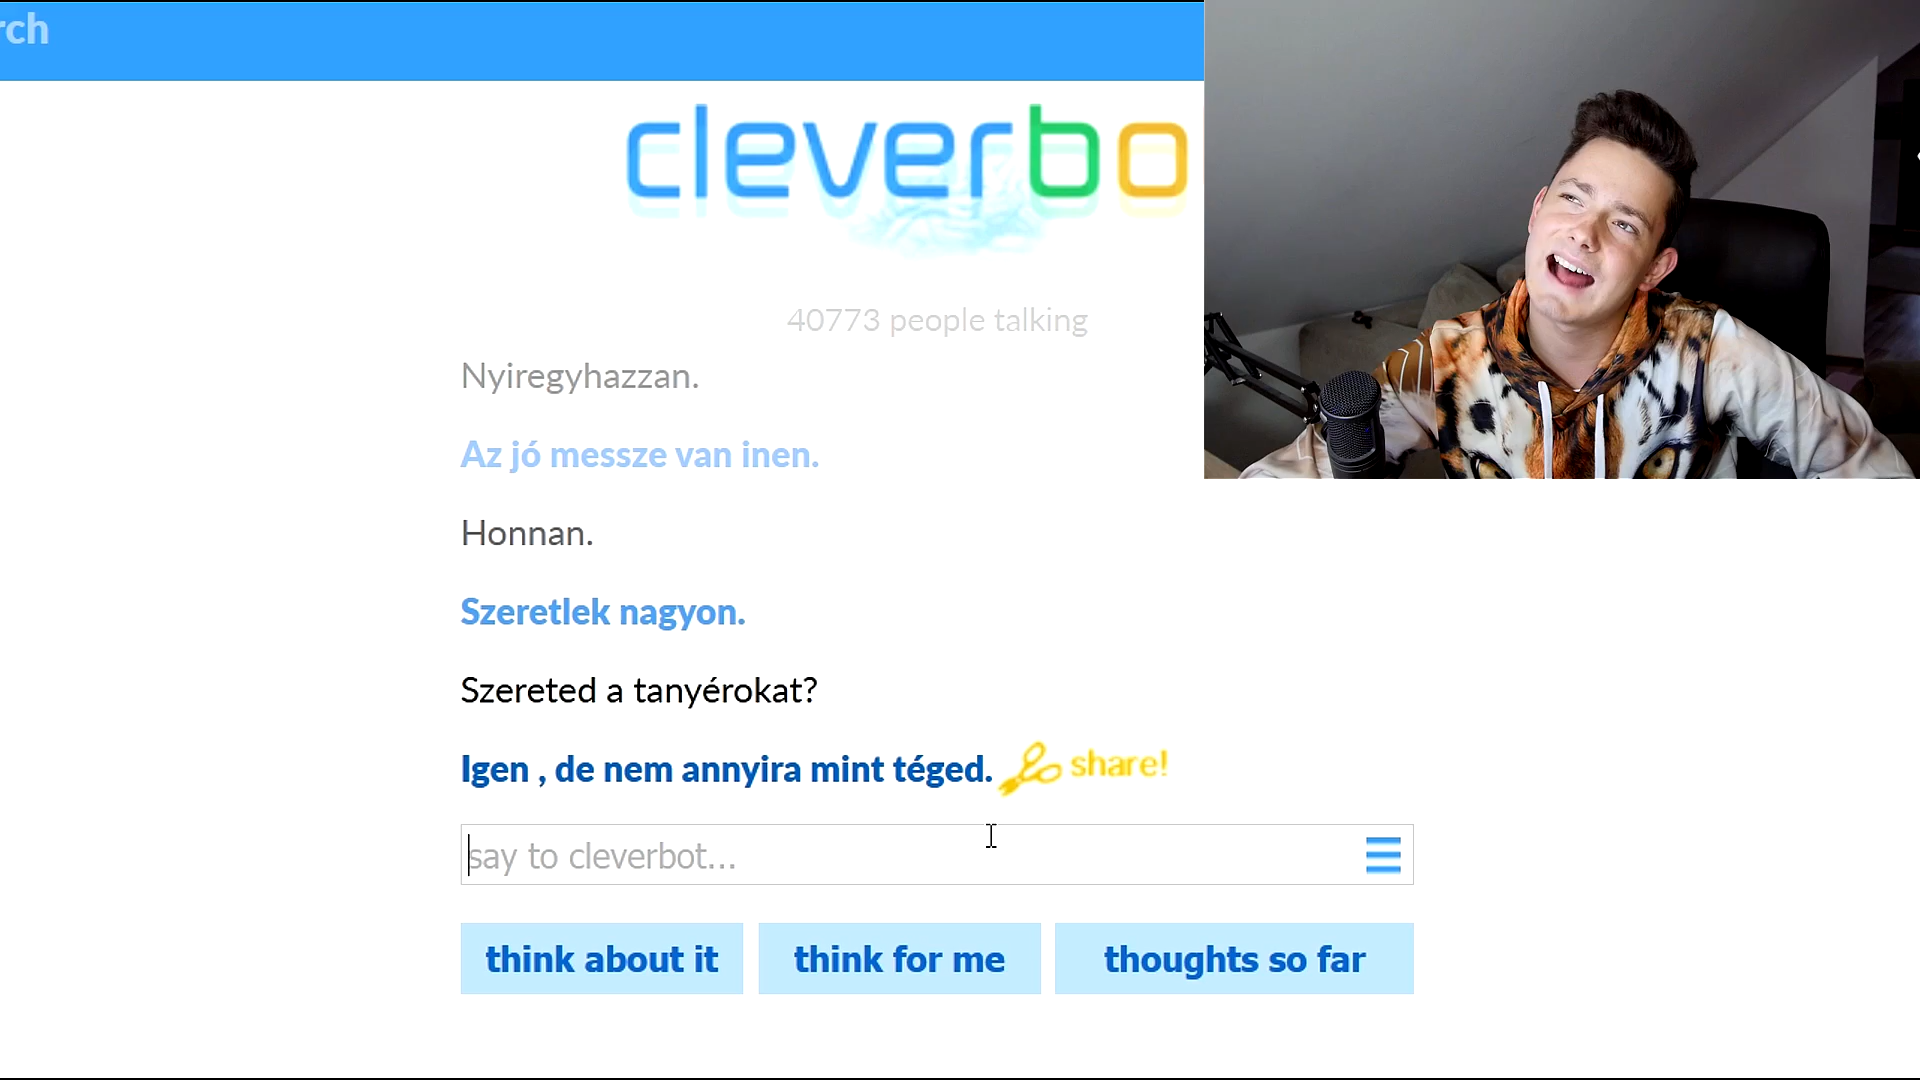 rch
cleverbo
40773 people talking
Nyiregyhazzan.
Az jó messze van inen.
Honnan.
Szeretlek nagyon.
Szereted a tanyérokat?
Igen , de nem annyira mint téged. share!
say to cleverbot...
think about it think for me thoughts so far